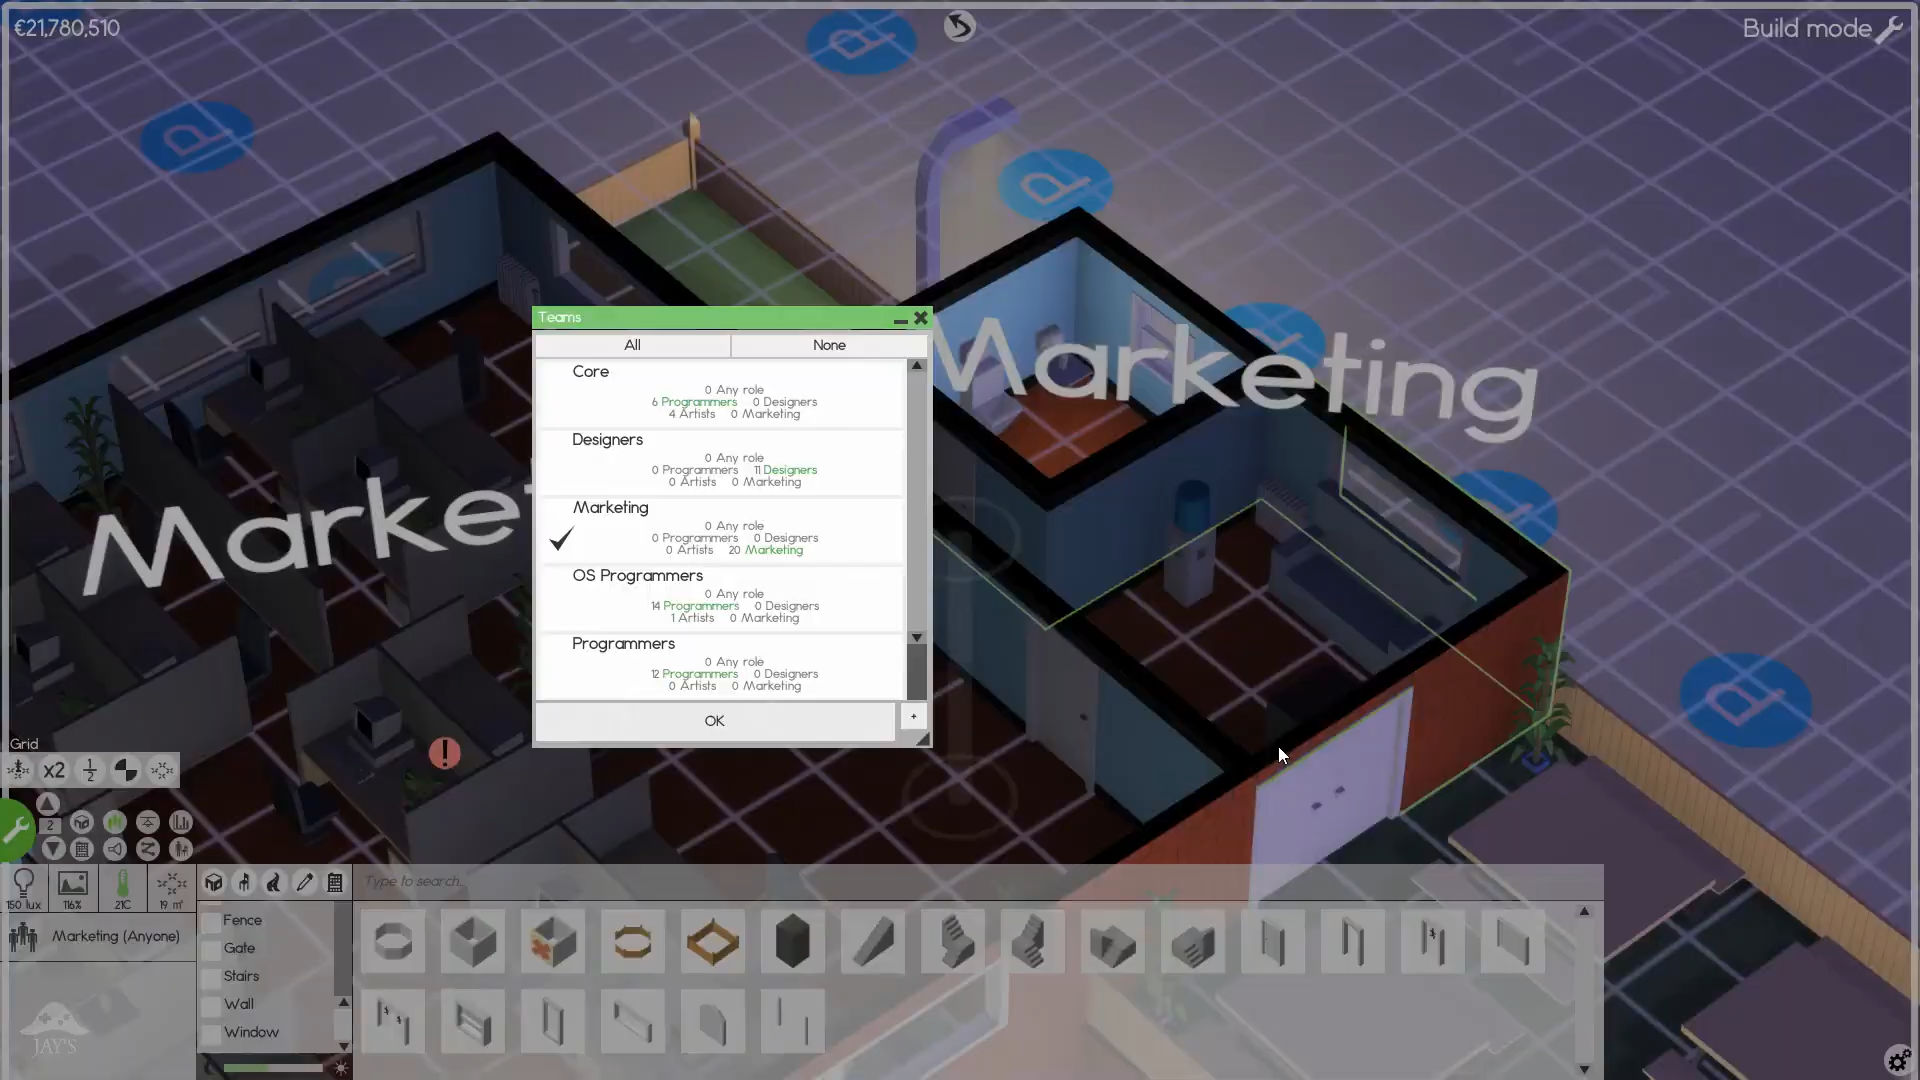 €21,780,510
Build mode
Marke
Marketing
Teams
All
None
Core
0 Any role
6 Programmers 0 Designers
4 Artists 0 Marketing
Designers
0 Any role
0 Programmers 11 Designers
0 Artists 0 Marketing
Marketing
0 Any role
0 Programmers 0 Designers
0 Artists 20 Marketing
OS Programmers
0 Any role
14 Programmers 0 Designers
1 Artists 0 Marketing
Programmers
0 Any role
12 Programmers 0 Designers
0 Artists 0 Marketing
OK
+
Grid
x2
1/2
2
150 lux
116%
21C
19 m²
Marketing (Anyone)
Type to search..
Fence
Gate
Stairs
Wall
Window
JAY'S
P
P
P
P